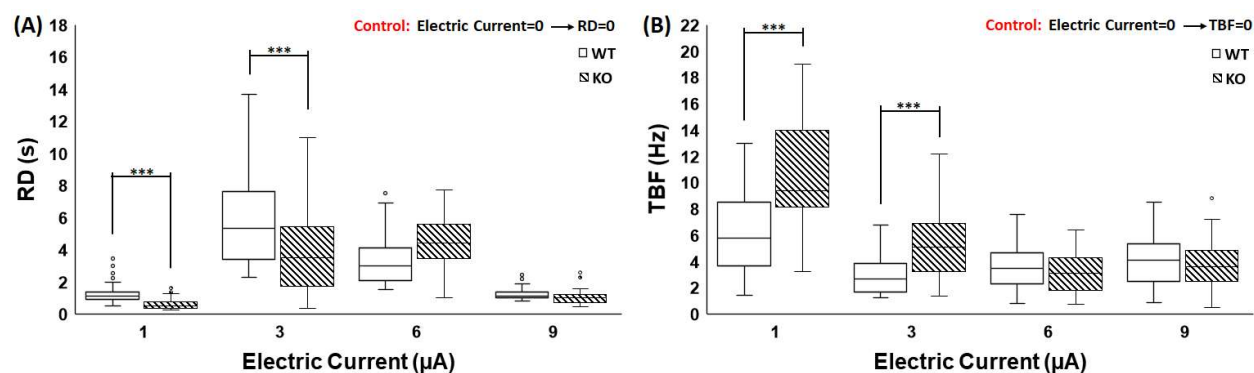 (A)
Control: Electric Current=0 → RD=0
WT
KO
***
***
RD (s)
18
16
14
12
10
8
6
4
2
0
1 3 6 9
Electric Current (µA)
(B)
Control: Electric Current=0 → TBF=0
WT
KO
***
***
TBF (Hz)
22
20
18
16
14
12
10
8
6
4
2
0
1 3 6 9
Electric Current (µA)